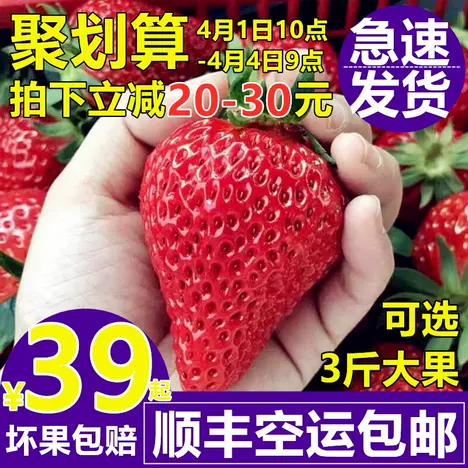 聚划算
4月1日10点
-4月4日9点
拍下立减20-30元
急速
发货
可选
3斤大果
¥39起
坏果包赔
顺丰空运包邮